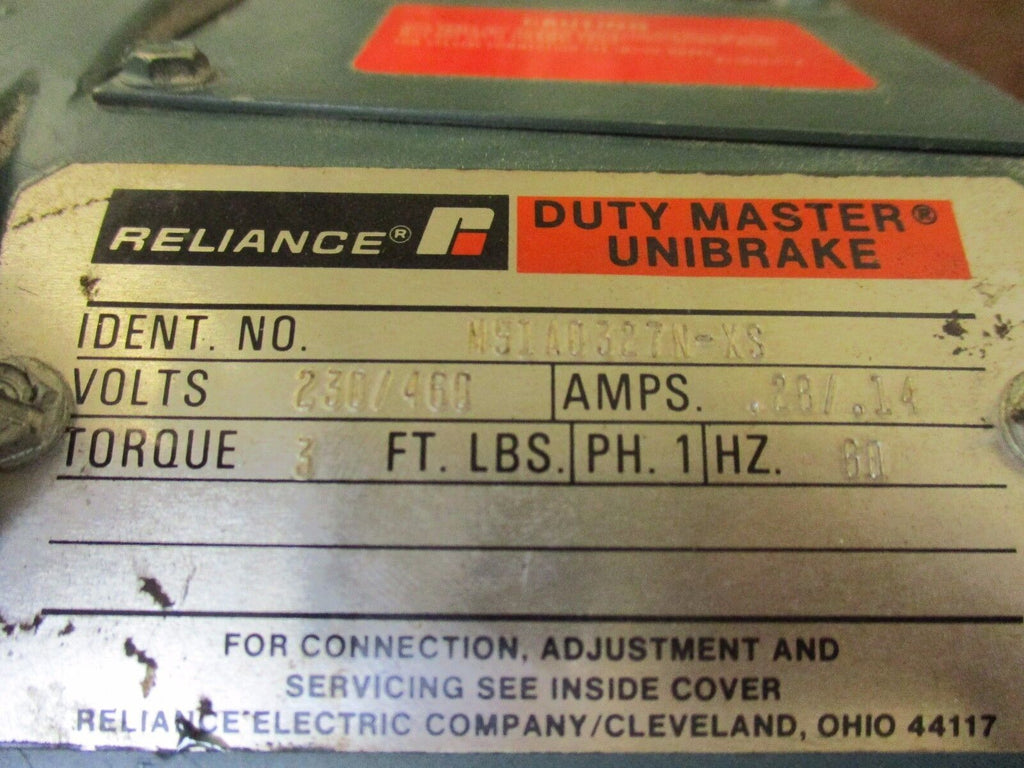 CAUTION
RELIANCE®
DUTY MASTER®
UNIBRAKE
IDENT. NO. M91A0327N-XS
VOLTS 230/460 AMPS. .28/.14
TORQUE 3 FT. LBS. PH. 1 HZ. 60
FOR CONNECTION, ADJUSTMENT AND
SERVICING SEE INSIDE COVER
RELIANCE ELECTRIC COMPANY/CLEVELAND, OHIO 44117